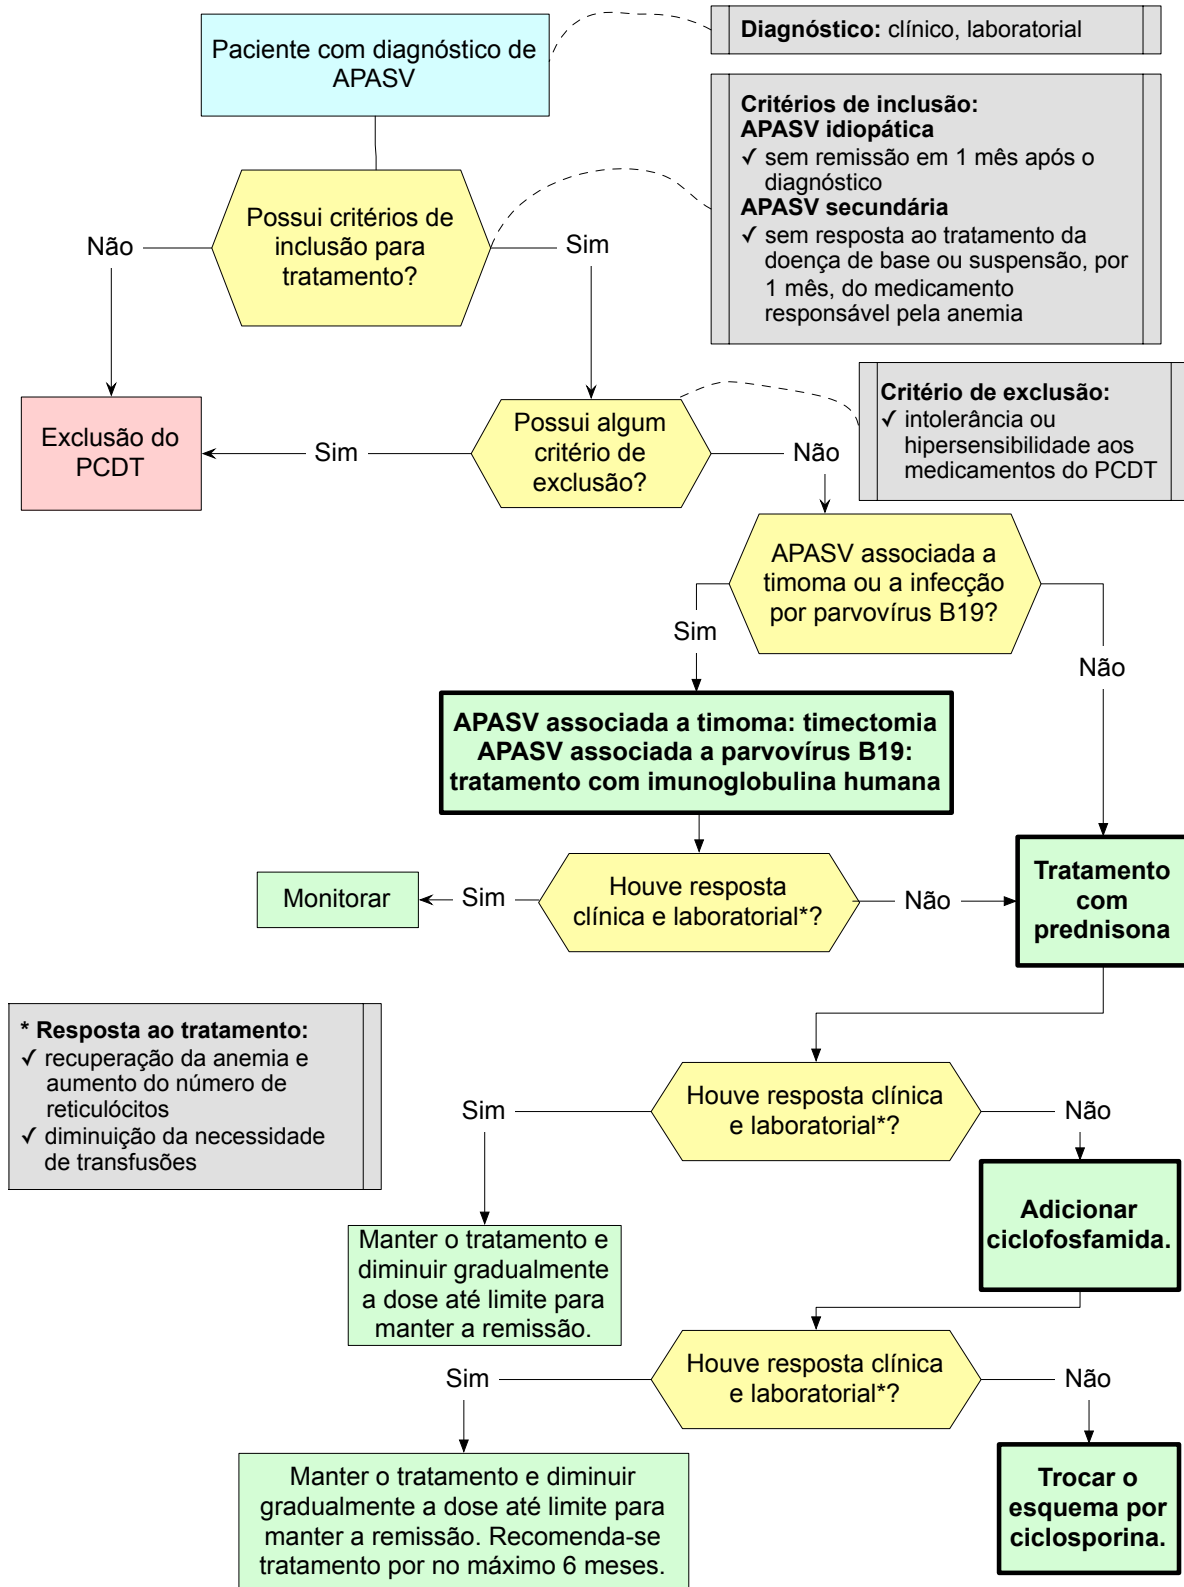 Paciente com diagnóstico de
APASV
Diagnóstico: clínico, laboratorial
Critérios de inclusão:
APASV idiopática
✓ sem remissão em 1 mês após o
diagnóstico
APASV secundária
✓ sem resposta ao tratamento da
doença de base ou suspensão, por
1 mês, do medicamento
responsável pela anemia
Possui critérios de
inclusão para
tratamento?
Não
Sim
Critério de exclusão:
✓ intolerância ou
hipersensibilidade aos
medicamentos do PCDT
Exclusão do
PCDT
Sim
Possui algum
critério de
exclusão?
Não
APASV associada a
timoma ou a infecção
por parvovírus B19?
Sim
Não
APASV associada a timoma: timectomia
APASV associada a parvovírus B19:
tratamento com imunoglobulina humana
Monitorar
Sim
Houve resposta
clínica e laboratorial*?
Não
Tratamento
com
prednisona
* Resposta ao tratamento:
✓ recuperação da anemia e
aumento do número de
reticulócitos
✓ diminuição da necessidade
de transfusões
Sim
Houve resposta clínica
e laboratorial*?
Não
Adicionar
ciclofosfamida.
Manter o tratamento e
diminuir gradualmente
a dose até limite para
manter a remissão.
Sim
Houve resposta clínica
e laboratorial*?
Não
Manter o tratamento e diminuir
gradualmente a dose até limite para
manter a remissão. Recomenda-se
tratamento por no máximo 6 meses.
Trocar o
esquema por
ciclosporina.